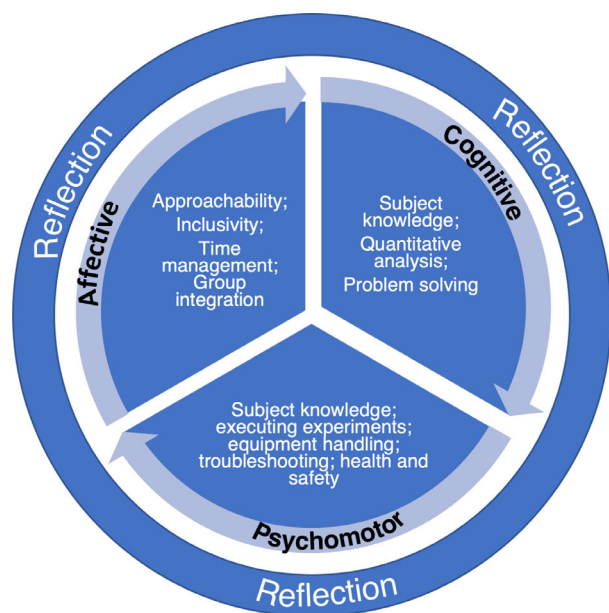 Reflection
Reflection
Affective
Cognitive
Approachability;
Inclusivity;
Time
management;
Group
integration
Subject
knowledge;
Quantitative
analysis;
Problem solving
Subject knowledge;
executing experiments;
equipment handling;
troubleshooting; health and
safety
Psychomotor
Reflection